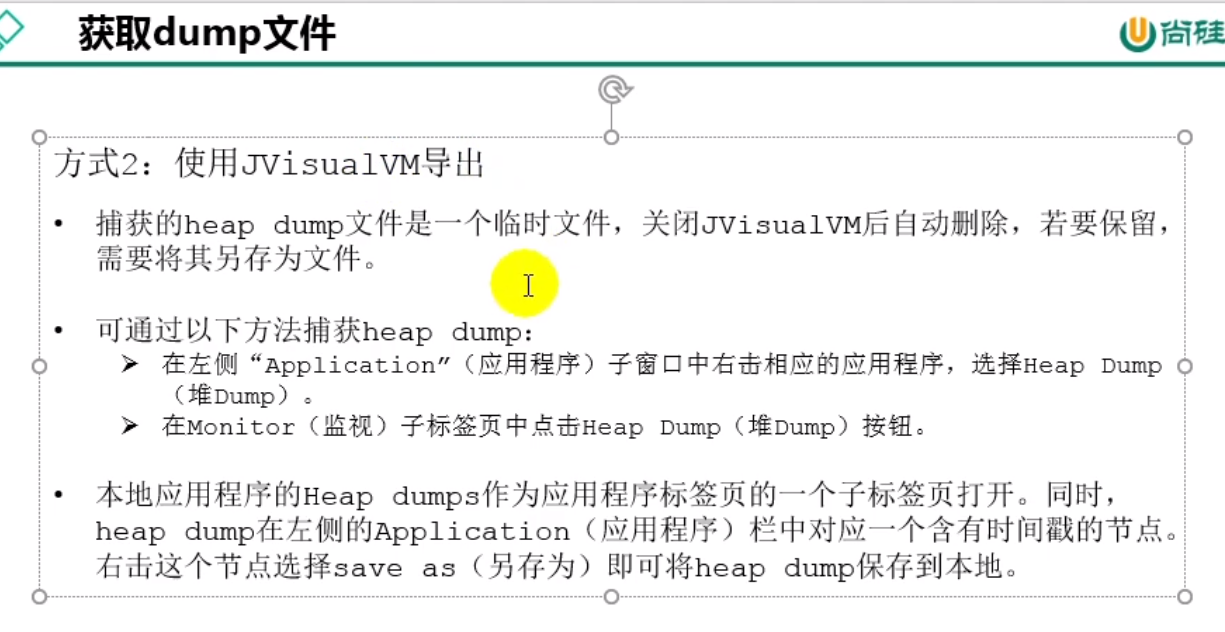 获取dump文件
尚硅
方式2：使用JVisualVM导出
• 捕获的heap dump文件是一个临时文件，关闭JVisualVM后自动删除，若要保留，
需要将其另存为文件。
• 可通过以下方法捕获heap dump：
➢ 在左侧“Application”（应用程序）子窗口中右击相应的应用程序，选择Heap Dump
（堆Dump）。
➢ 在Monitor（监视）子标签页中点击Heap Dump（堆Dump）按钮。
• 本地应用程序的Heap dumps作为应用程序标签页的一个子标签页打开。同时，
heap dump在左侧的Application（应用程序）栏中对应一个含有时间戳的节点。
右击这个节点选择save as（另存为）即可将heap dump保存到本地。